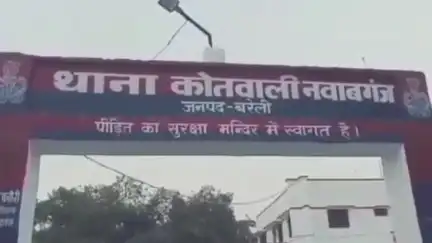 थाना कोतवाली नवाबगंज
जनपद-बरेली
पीड़ित का सुरक्षा मन्दिर में स्वागत है।